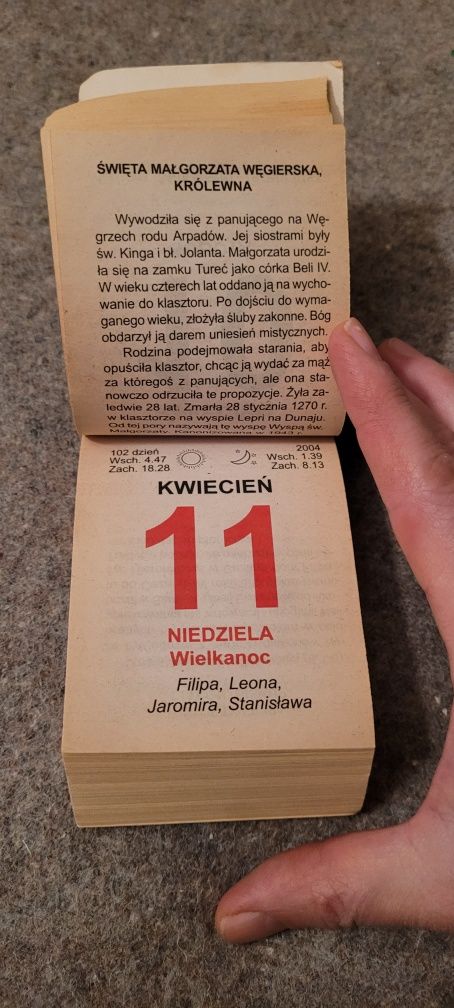 ŚWIĘTA MAŁGORZATA WĘGIERSKA,
KRÓLEWNA
Wywodziła się z panującego na Wę-
grzech rodu Arpadów. Jej siostrami były
św. Kinga i bł. Jolanta. Małgorzata urodzi-
ła się na zamku Tureć jako córka Beli IV.
W wieku czterech lat oddano ją na wycho-
wanie do klasztoru. Po dojściu do wyma-
ganego wieku, złożyła śluby zakonne. Bóg
obdarzył ją darem uniesień mistycznych.
Rodzina podejmowała starania, aby
opuściła klasztor, chcąc ją wydać za mąż
za któregoś z panujących, ale ona sta-
nowczo odrzuciła te propozycje. Żyła za-
ledwie 28 lat. Zmarła 28 stycznia 1270 r.
w klasztorze na wyspie Lepri na Dunaju.
Od tej pory nazywają tę wyspę Wyspą św.
Małgorzaty. Kanonizowana w 1943 r.
102 dzień
Wsch. 4.47
Zach. 18.28
2004
Wsch. 1.39
Zach. 8.13
KWIECIEŃ
11
NIEDZIELA
Wielkanoc
Filipa, Leona,
Jaromira, Stanisława